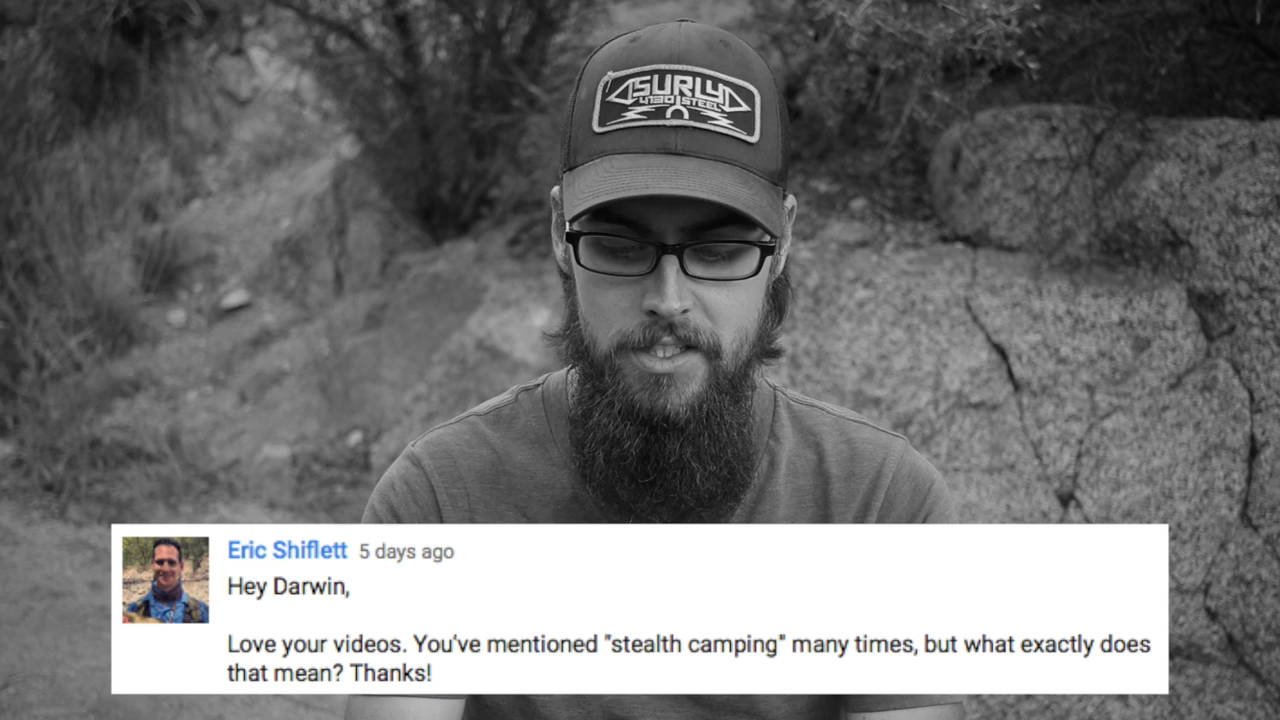 SURLY
4130 STEEL
Eric Shiflett 5 days ago
Hey Darwin,
Love your videos. You've mentioned "stealth camping" many times, but what exactly does
that mean? Thanks!